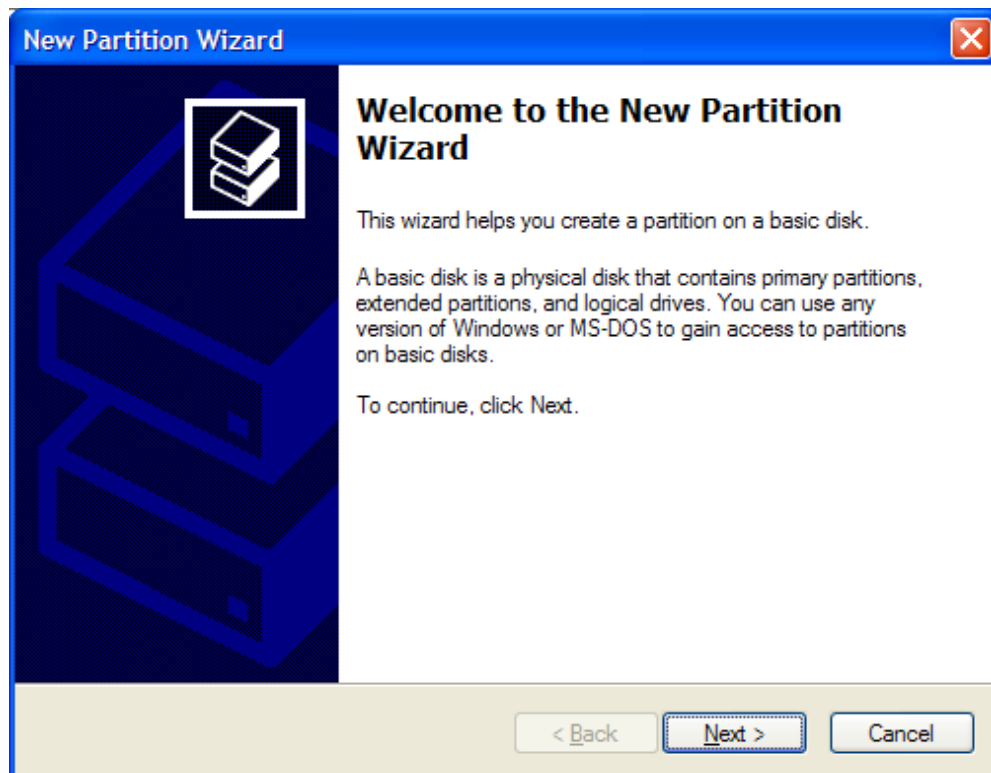 New Partition Wizard
Welcome to the New Partition
Wizard
This wizard helps you create a partition on a basic disk.
A basic disk is a physical disk that contains primary partitions,
extended partitions, and logical drives. You can use any
version of Windows or MS-DOS to gain access to partitions
on basic disks.
To continue, click Next.
< Back Next > Cancel